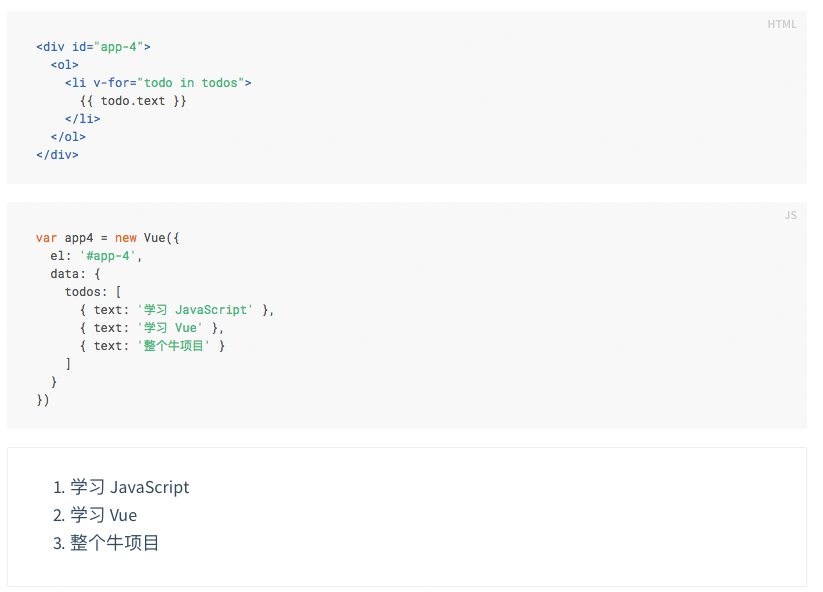 HTML
<div id="app-4">
  <ol>
    <li v-for="todo in todos">
      {{ todo.text }}
    </li>
  </ol>
</div>
JS
var app4 = new Vue({
  el: '#app-4',
  data: {
    todos: [
      { text: '学习 JavaScript' },
      { text: '学习 Vue' },
      { text: '整个牛项目' }
    ]
  }
})
1. 学习 JavaScript
2. 学习 Vue
3. 整个牛项目